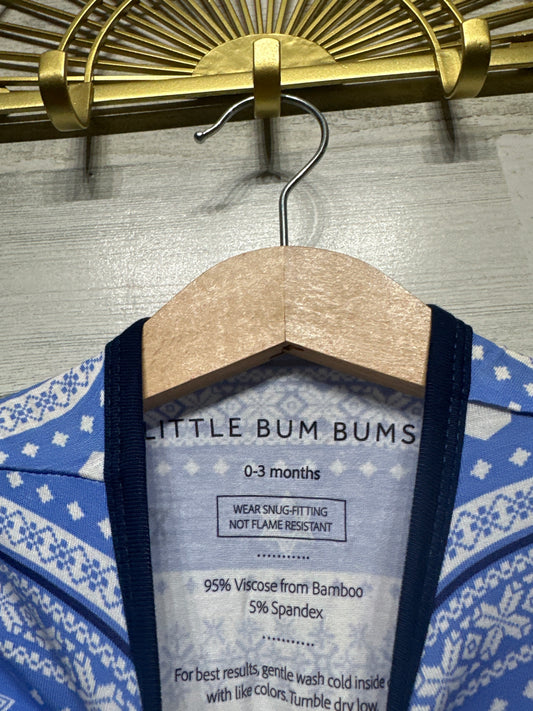 LITTLE BUM BUMS
0-3 months
WEAR SNUG-FITTING
NOT FLAME RESISTANT
95% Viscose from Bamboo
5% Spandex
For best results, gentle wash cold inside
with like colors. Tumble dry low